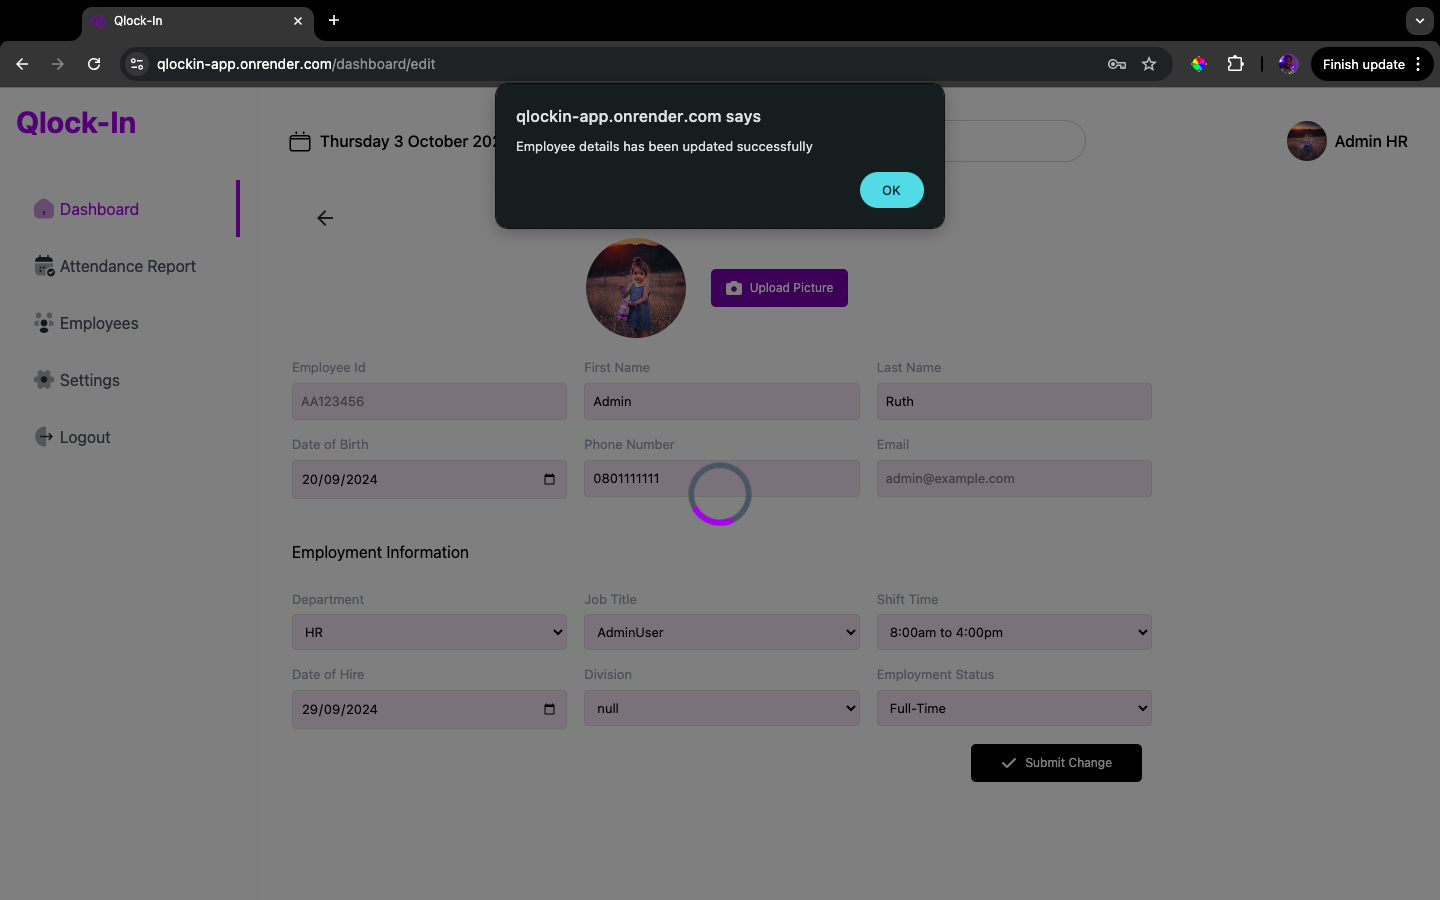 Qlock-In
qlockin-app.onrender.com/dashboard/edit
Finish update
qlockin-app.onrender.com says
Employee details has been updated successfully
OK
Qlock-In
Thursday 3 October
Admin HR
Dashboard
Attendance Report
Employees
Settings
Logout
Upload Picture
Employee Id
First Name
Last Name
AA123456
Admin
Ruth
Date of Birth
Phone Number
Email
20/09/2024
0801111111
admin@example.com
Employment Information
Department
Job Title
Shift Time
HR
AdminUser
8:00am to 4:00pm
Date of Hire
Division
Employment Status
29/09/2024
null
Full-Time
Submit Change